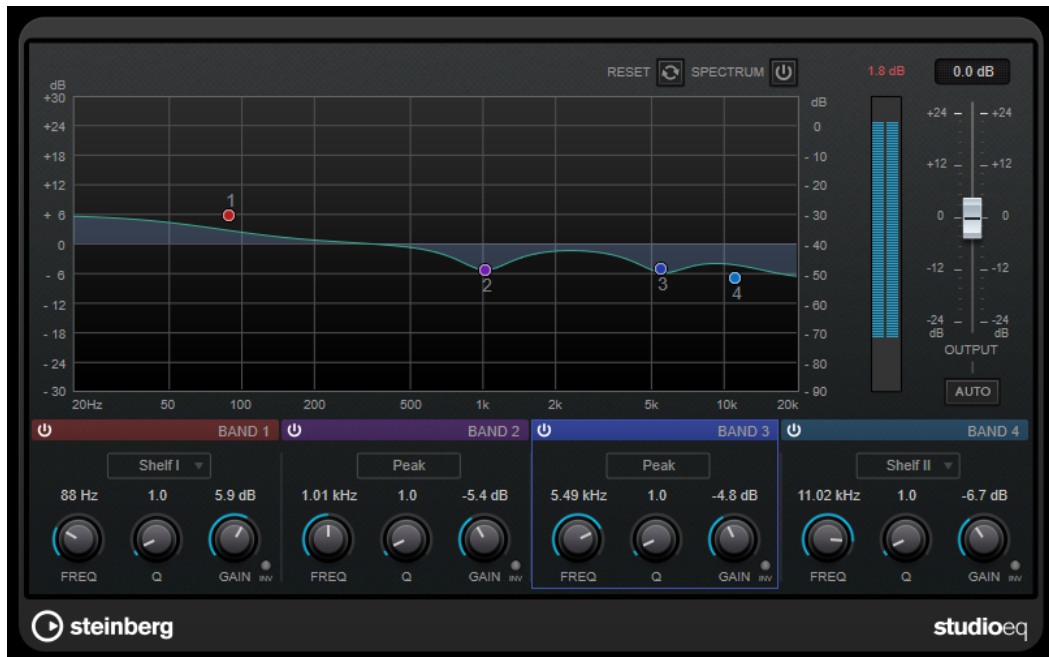 RESET SPECTRUM 1.8 dB 0.0 dB
dB
+30
+24
+18
+12
+ 6
0
- 6
- 12
- 18
- 24
- 30
dB
0
- 10
- 20
- 30
- 40
- 50
- 60
- 70
- 80
- 90
1
2
3
4
20Hz 50 100 200 500 1k 2k 5k 10k 20k
+24 +24
+12 +12
0 0
-12 -12
-24 -24
dB dB
OUTPUT
AUTO
BAND 1 BAND 2 BAND 3 BAND 4
Shelf I Peak Peak Shelf II
88 Hz 1.0 5.9 dB 1.01 kHz 1.0 -5.4 dB 5.49 kHz 1.0 -4.8 dB 11.02 kHz 1.0 -6.7 dB
FREQ Q GAIN INV FREQ Q GAIN INV FREQ Q GAIN INV FREQ Q GAIN INV
steinberg studioeq